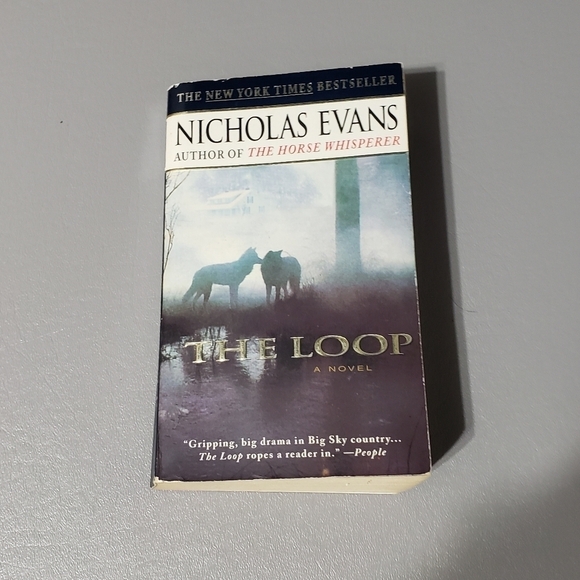 THE NEW YORK TIMES BESTSELLER
NICHOLAS EVANS
AUTHOR OF THE HORSE WHISPERER
THE LOOP
A NOVEL
“Gripping, big drama in Big Sky country...
The Loop ropes a reader in.” —People